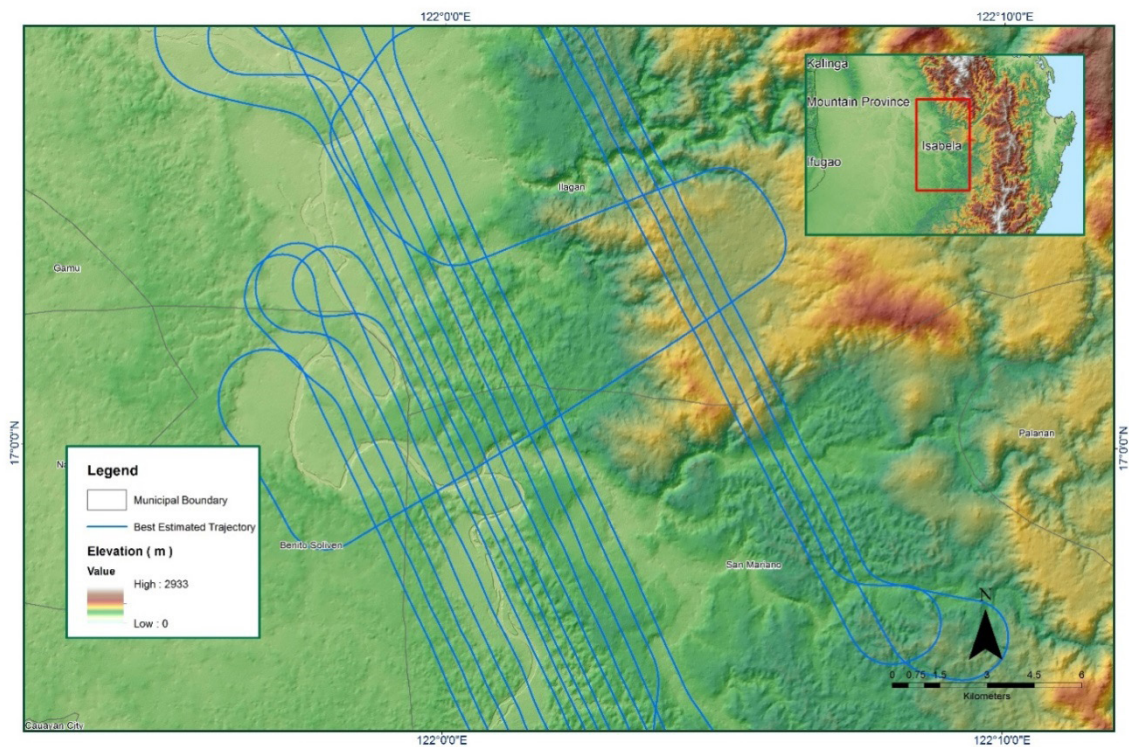 122°0'0"E
122°10'0"E
Kalinga
Mountain Province
Isabela
Ifugao
Ilagan
Gamu
17°0'0"N
17°0'0"N
Palanan
Legend
Municipal Boundary
Best Estimated Trajectory
Elevation ( m )
Value
High : 2933
Low : 0
Benito Soliven
San Mariano
N
0 0.75 1.5 3 4.5 6
Kilometers
Cauayan City
122°0'0"E
122°10'0"E